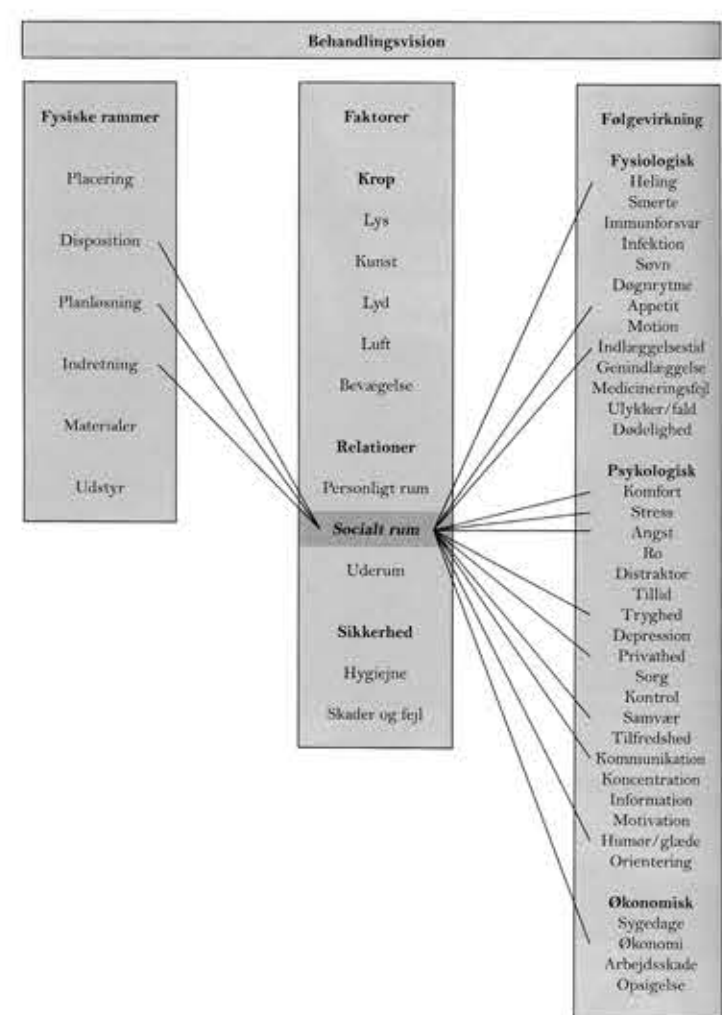 Behandlingsvision
Fysiske rammer
Placering
Disposition
Planløsning
Indretning
Materialer
Udstyr
Faktorer
Krop
Lys
Kunst
Lyd
Luft
Bevægelse
Relationer
Personligt rum
Socialt rum
Uderum
Sikkerhed
Hygiejne
Skader og fejl
Følgevirkning
Fysiologisk
Heling
Smerte
Immunforsvar
Infektion
Søvn
Døgnrytme
Appetit
Motion
Indlæggelsestid
Genindlæggelse
Medicineringsfejl
Ulykker/fald
Dødelighed
Psykologisk
Komfort
Stress
Angst
Ro
Distraktor
Tillid
Tryghed
Depression
Privathed
Sorg
Kontrol
Samvær
Tilfredshed
Kommunikation
Koncentration
Information
Motivation
Humør/glæde
Orientering
Økonomisk
Sygedage
Økonomi
Arbejdsskade
Opsigelse